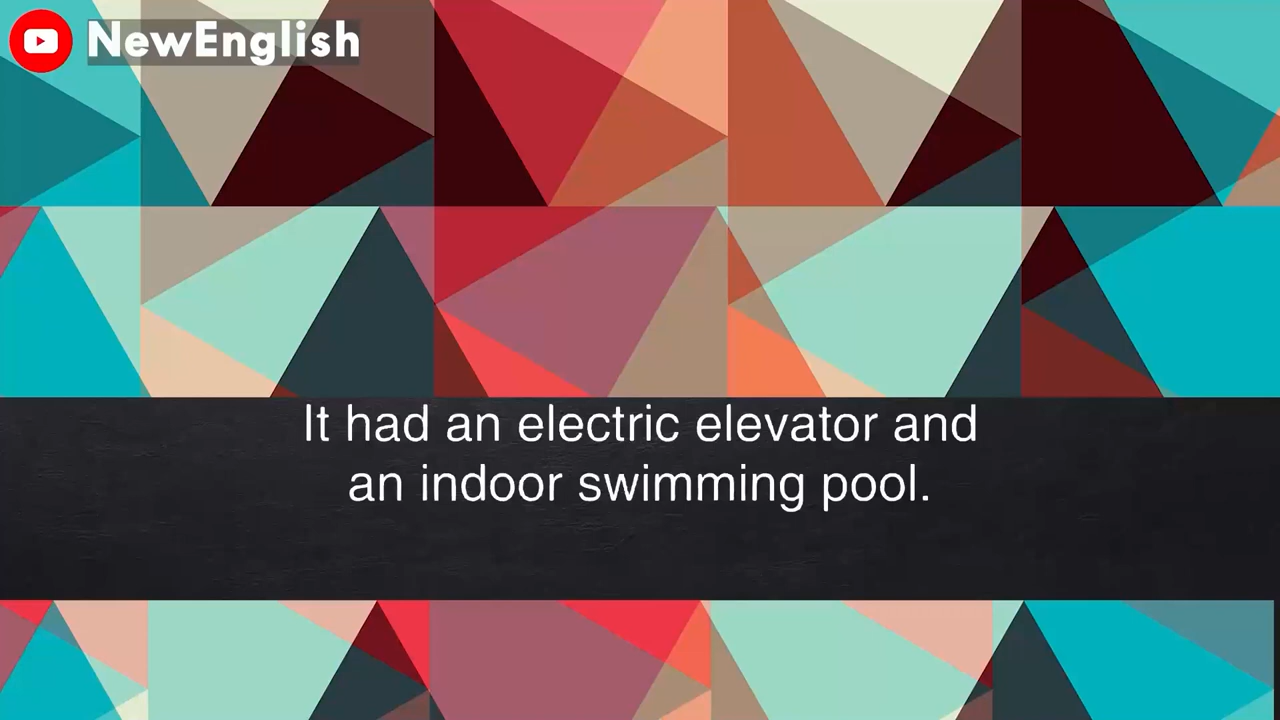 NewEnglish
It had an electric elevator and
an indoor swimming pool.